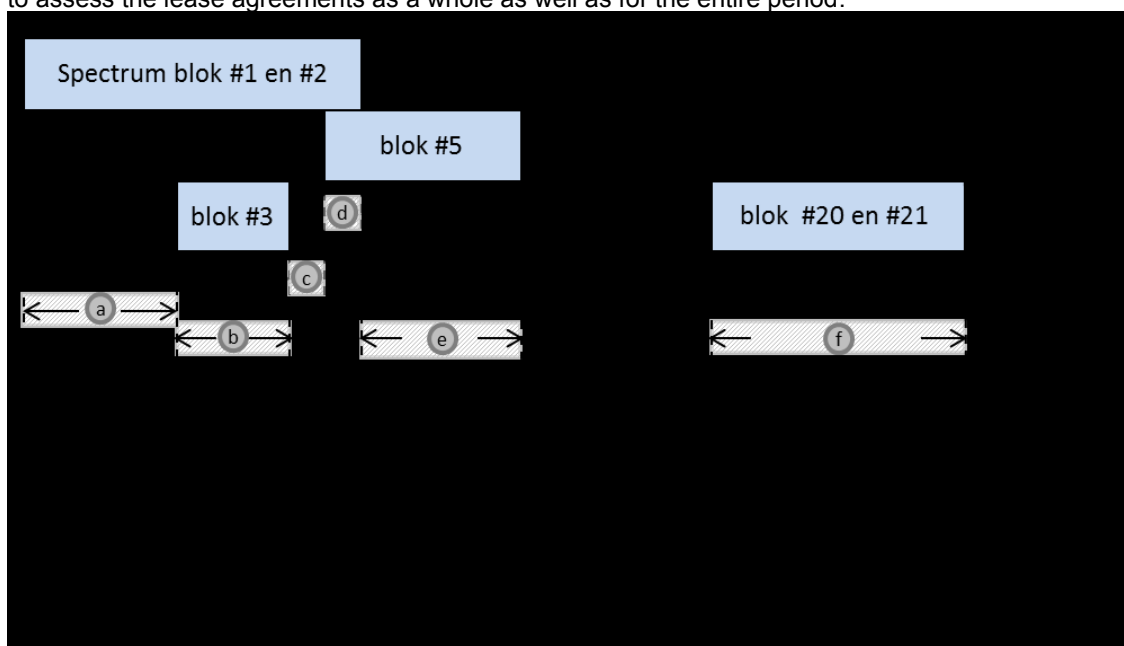 to assess the lease agreements as a whole as well as for the entire period.
Spectrum blok #1 en #2
blok #5
blok #3
d
blok #20 en #21
c
a
b
e
f